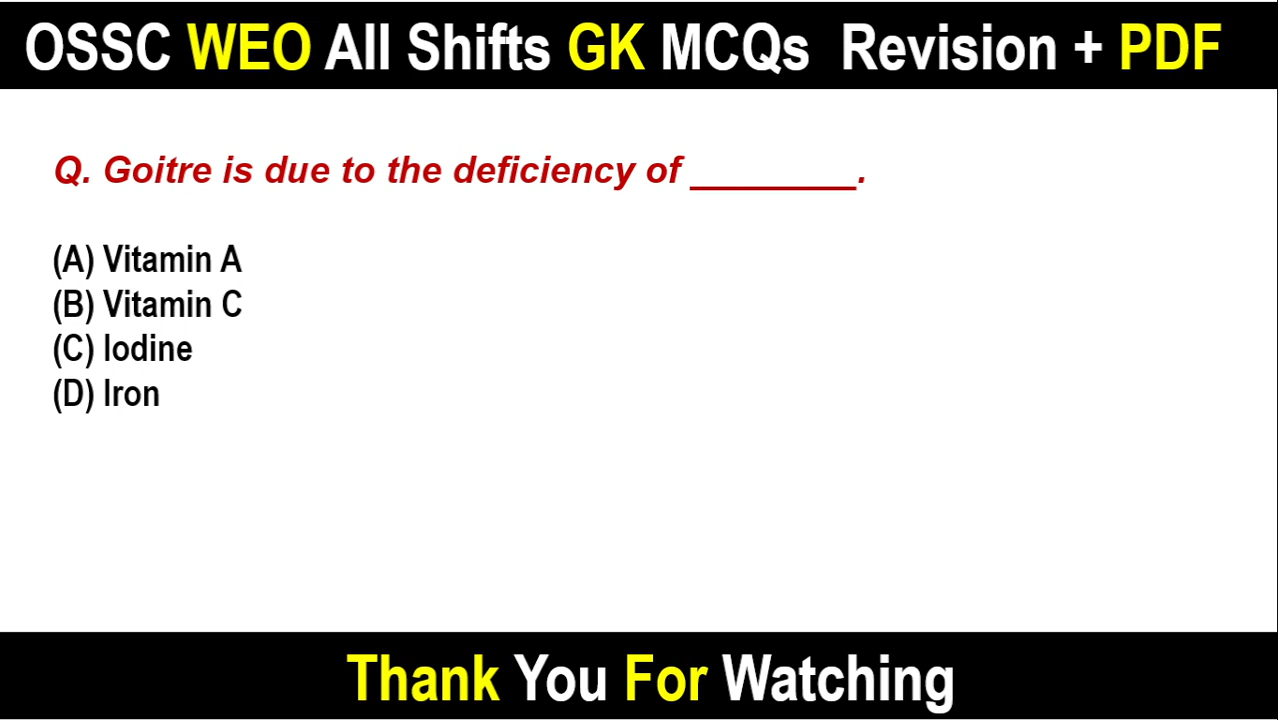 OSSC WEO All Shifts GK MCQs Revision + PDF
Q. Goitre is due to the deficiency of ________.
(A) Vitamin A
(B) Vitamin C
(C) Iodine
(D) Iron
Thank You For Watching